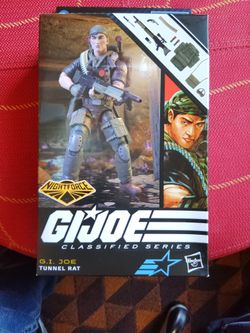 NIGHTFORCE
G.I. JOE
CLASSIFIED SERIES
G.I. JOE
TUNNEL RAT
Hasbro